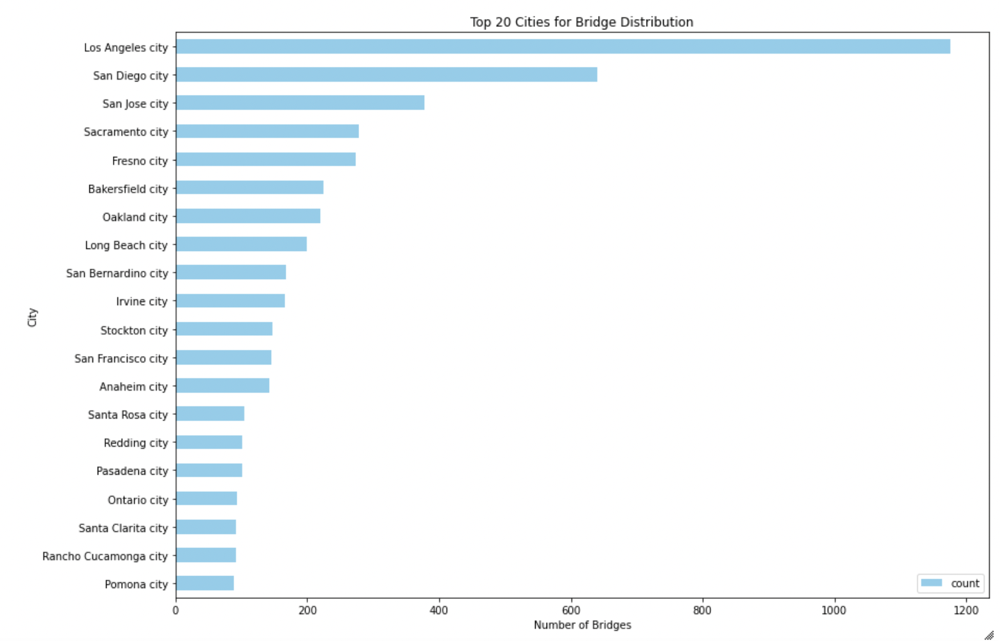 Top 20 Cities for Bridge Distribution
Los Angeles city
San Diego city
San Jose city
Sacramento city
Fresno city
Bakersfield city
Oakland city
Long Beach city
San Bernardino city
Irvine city
Stockton city
San Francisco city
Anaheim city
Santa Rosa city
Redding city
Pasadena city
Ontario city
Santa Clarita city
Rancho Cucamonga city
Pomona city
City
count
0 200 400 600 800 1000 1200
Number of Bridges